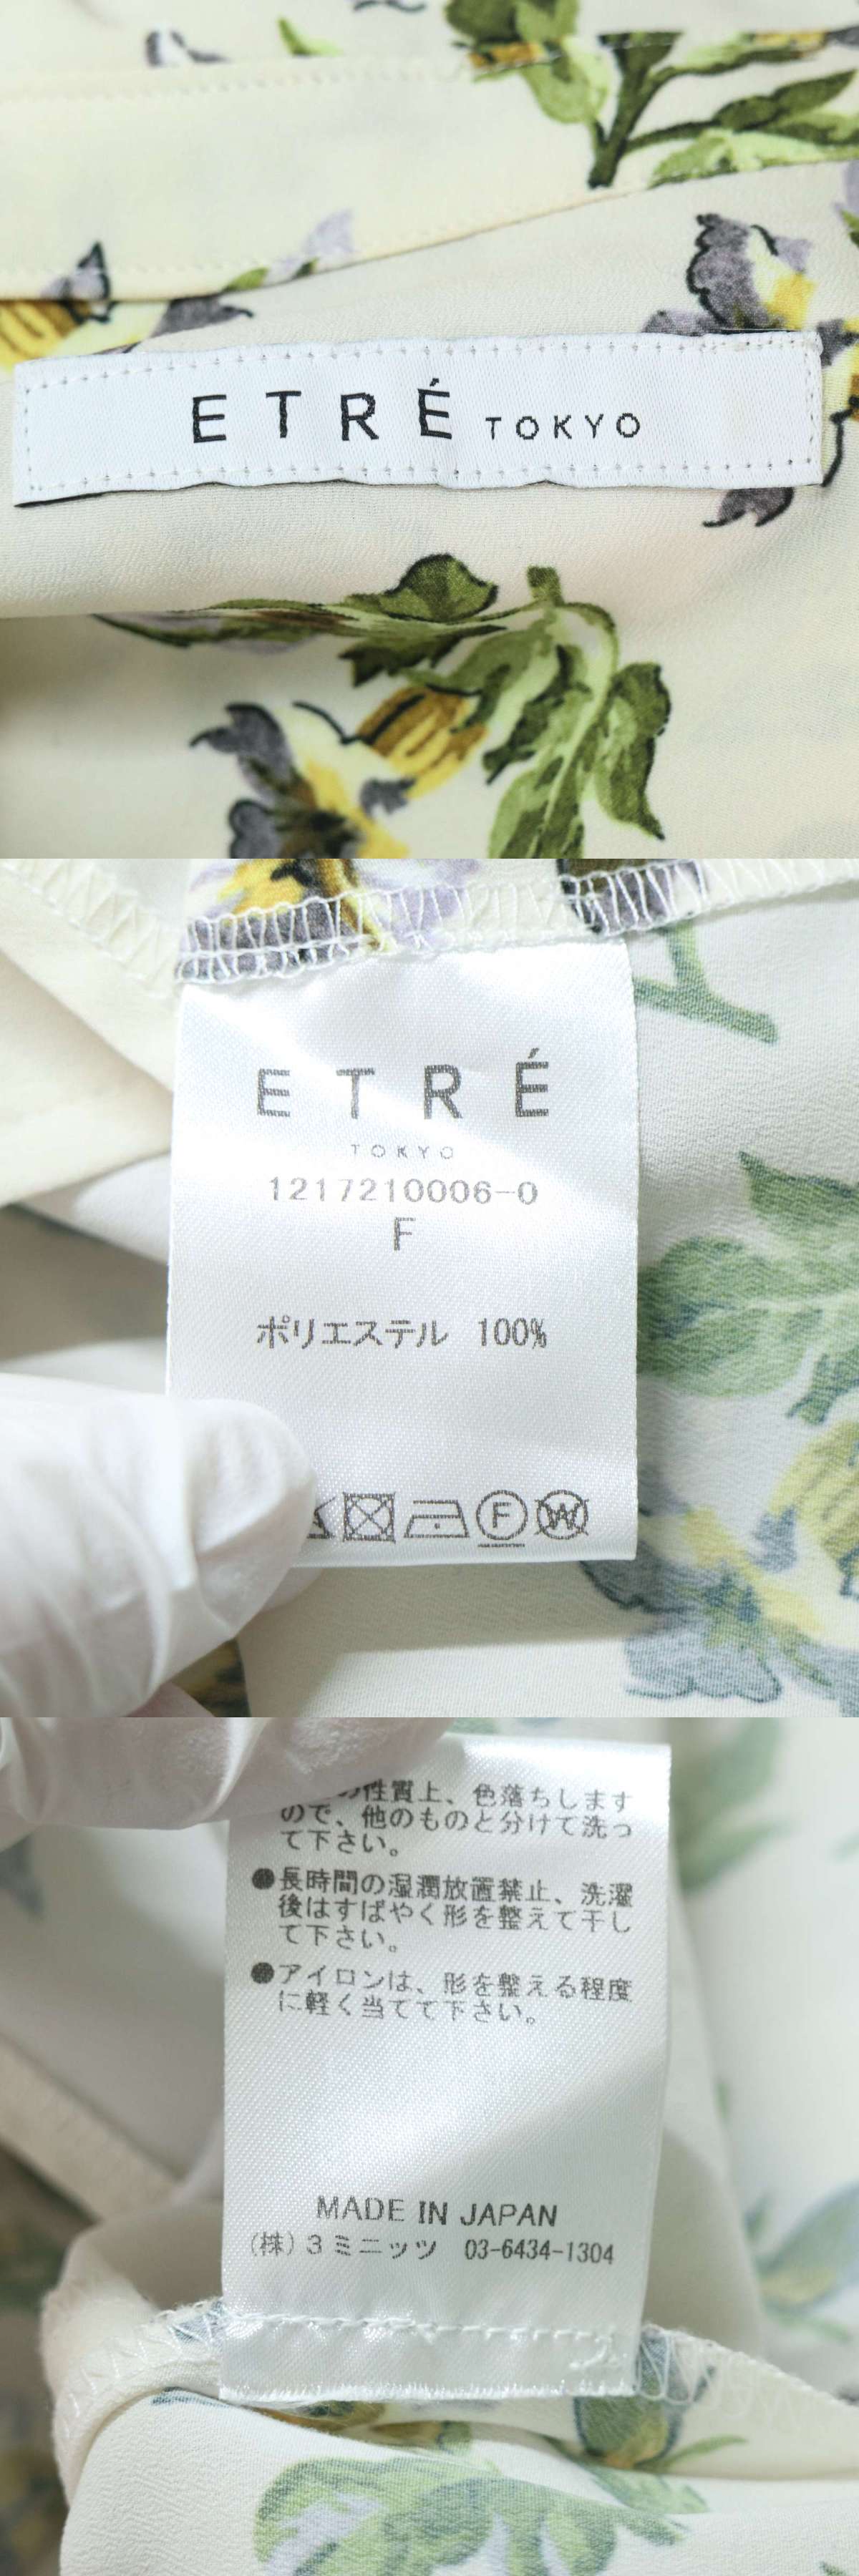 ETRÉ TOKYO
ETRÉ
TOKYO
1217210006-0
F
ポリエステル 100%
F W
の性質上、色落ちします
ので、他のものと分けて洗っ
て下さい。
●長時間の湿潤放置禁止、洗濯
後はすばやく形を整えて干し
て下さい。
●アイロンは、形を整える程度
に軽く当てて下さい。
MADE IN JAPAN
(株)3ミニッツ 03-6434-1304